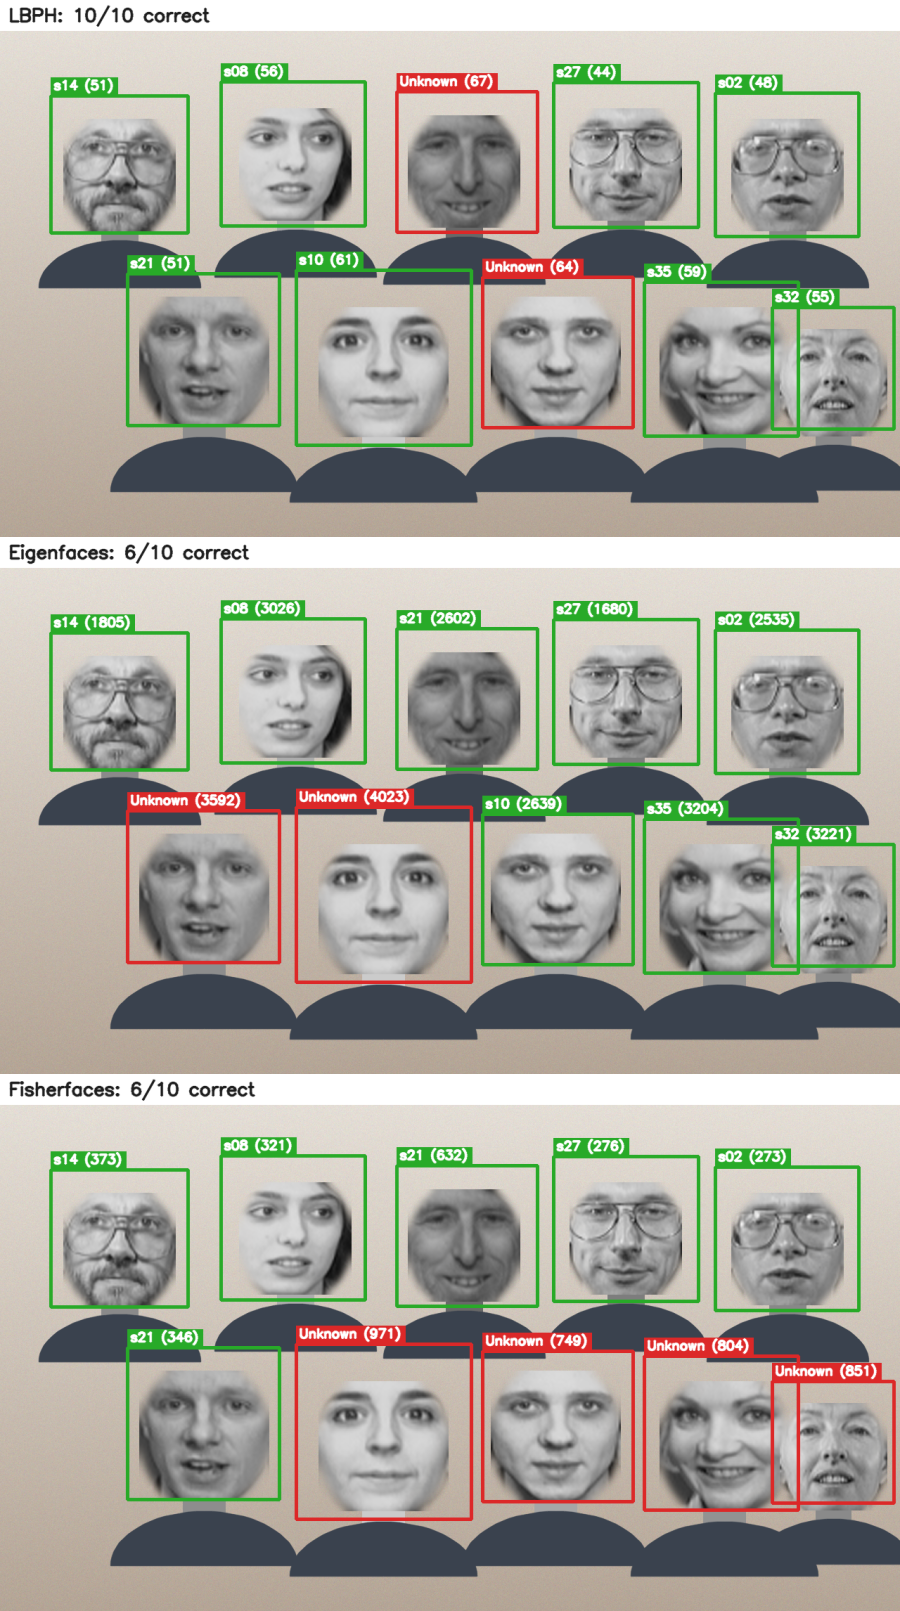 LBPH: 10/10 correct
s14 (51)
s08 (56)
Unknown (67)
s27 (44)
s02 (48)
s21 (51)
s10 (61)
Unknown (64)
s35 (59)
s32 (55)
Eigenfaces: 6/10 correct
s14 (1805)
s08 (3026)
s21 (2602)
s27 (1680)
s02 (2535)
Unknown (3592)
Unknown (4023)
s10 (2639)
s35 (3204)
s32 (3221)
Fisherfaces: 6/10 correct
s14 (373)
s08 (321)
s21 (632)
s27 (276)
s02 (273)
s21 (346)
Unknown (971)
Unknown (749)
Unknown (804)
Unknown (851)